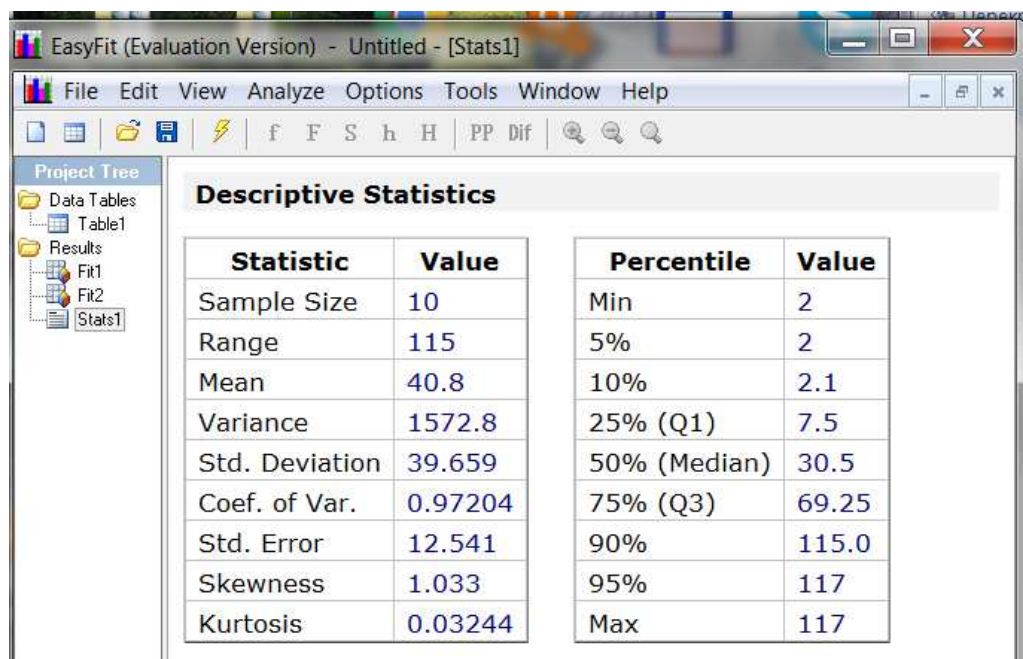 EasyFit (Evaluation Version) - Untitled - [Stats1]
File Edit View Analyze Options Tools Window Help
f F S h H PP Dif
Project Tree
Data Tables
Table1
Results
Fit1
Fit2
Stats1
Descriptive Statistics
Statistic Value
Sample Size 10
Range 115
Mean 40.8
Variance 1572.8
Std. Deviation 39.659
Coef. of Var. 0.97204
Std. Error 12.541
Skewness 1.033
Kurtosis 0.03244
Percentile Value
Min 2
5% 2
10% 2.1
25% (Q1) 7.5
50% (Median) 30.5
75% (Q3) 69.25
90% 115.0
95% 117
Max 117